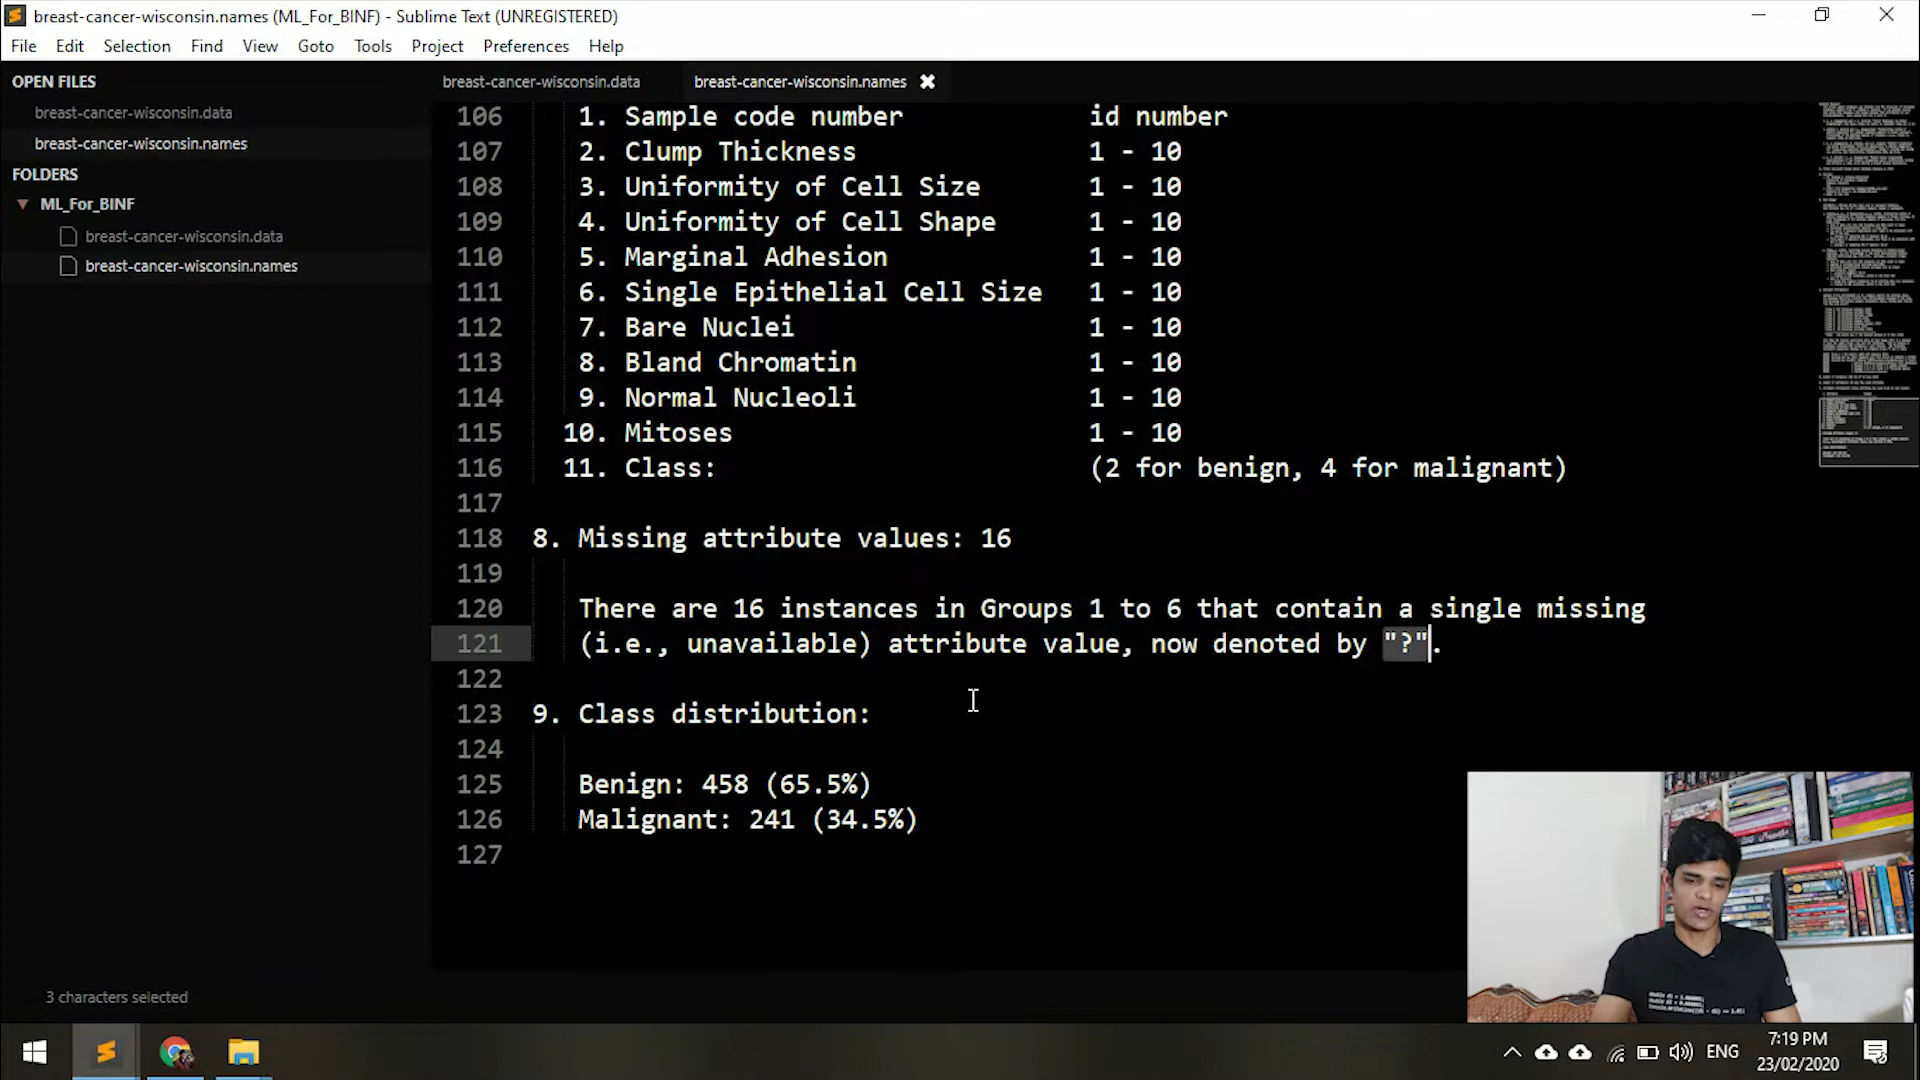 breast-cancer-wisconsin.names (ML_For_BINF) - Sublime Text (UNREGISTERED)
File Edit Selection Find View Goto Tools Project Preferences Help
OPEN FILES
breast-cancer-wisconsin.data
breast-cancer-wisconsin.names
FOLDERS
ML_For_BINF
breast-cancer-wisconsin.data
breast-cancer-wisconsin.names
breast-cancer-wisconsin.data breast-cancer-wisconsin.names
106 1. Sample code number id number
107 2. Clump Thickness 1 - 10
108 3. Uniformity of Cell Size 1 - 10
109 4. Uniformity of Cell Shape 1 - 10
110 5. Marginal Adhesion 1 - 10
111 6. Single Epithelial Cell Size 1 - 10
112 7. Bare Nuclei 1 - 10
113 8. Bland Chromatin 1 - 10
114 9. Normal Nucleoli 1 - 10
115 10. Mitoses 1 - 10
116 11. Class: (2 for benign, 4 for malignant)
117
118 8. Missing attribute values: 16
119
120 There are 16 instances in Groups 1 to 6 that contain a single missing
121 (i.e., unavailable) attribute value, now denoted by "?".
122
123 9. Class distribution:
124
125 Benign: 458 (65.5%)
126 Malignant: 241 (34.5%)
127
3 characters selected
ENG
7:19 PM
23/02/2020